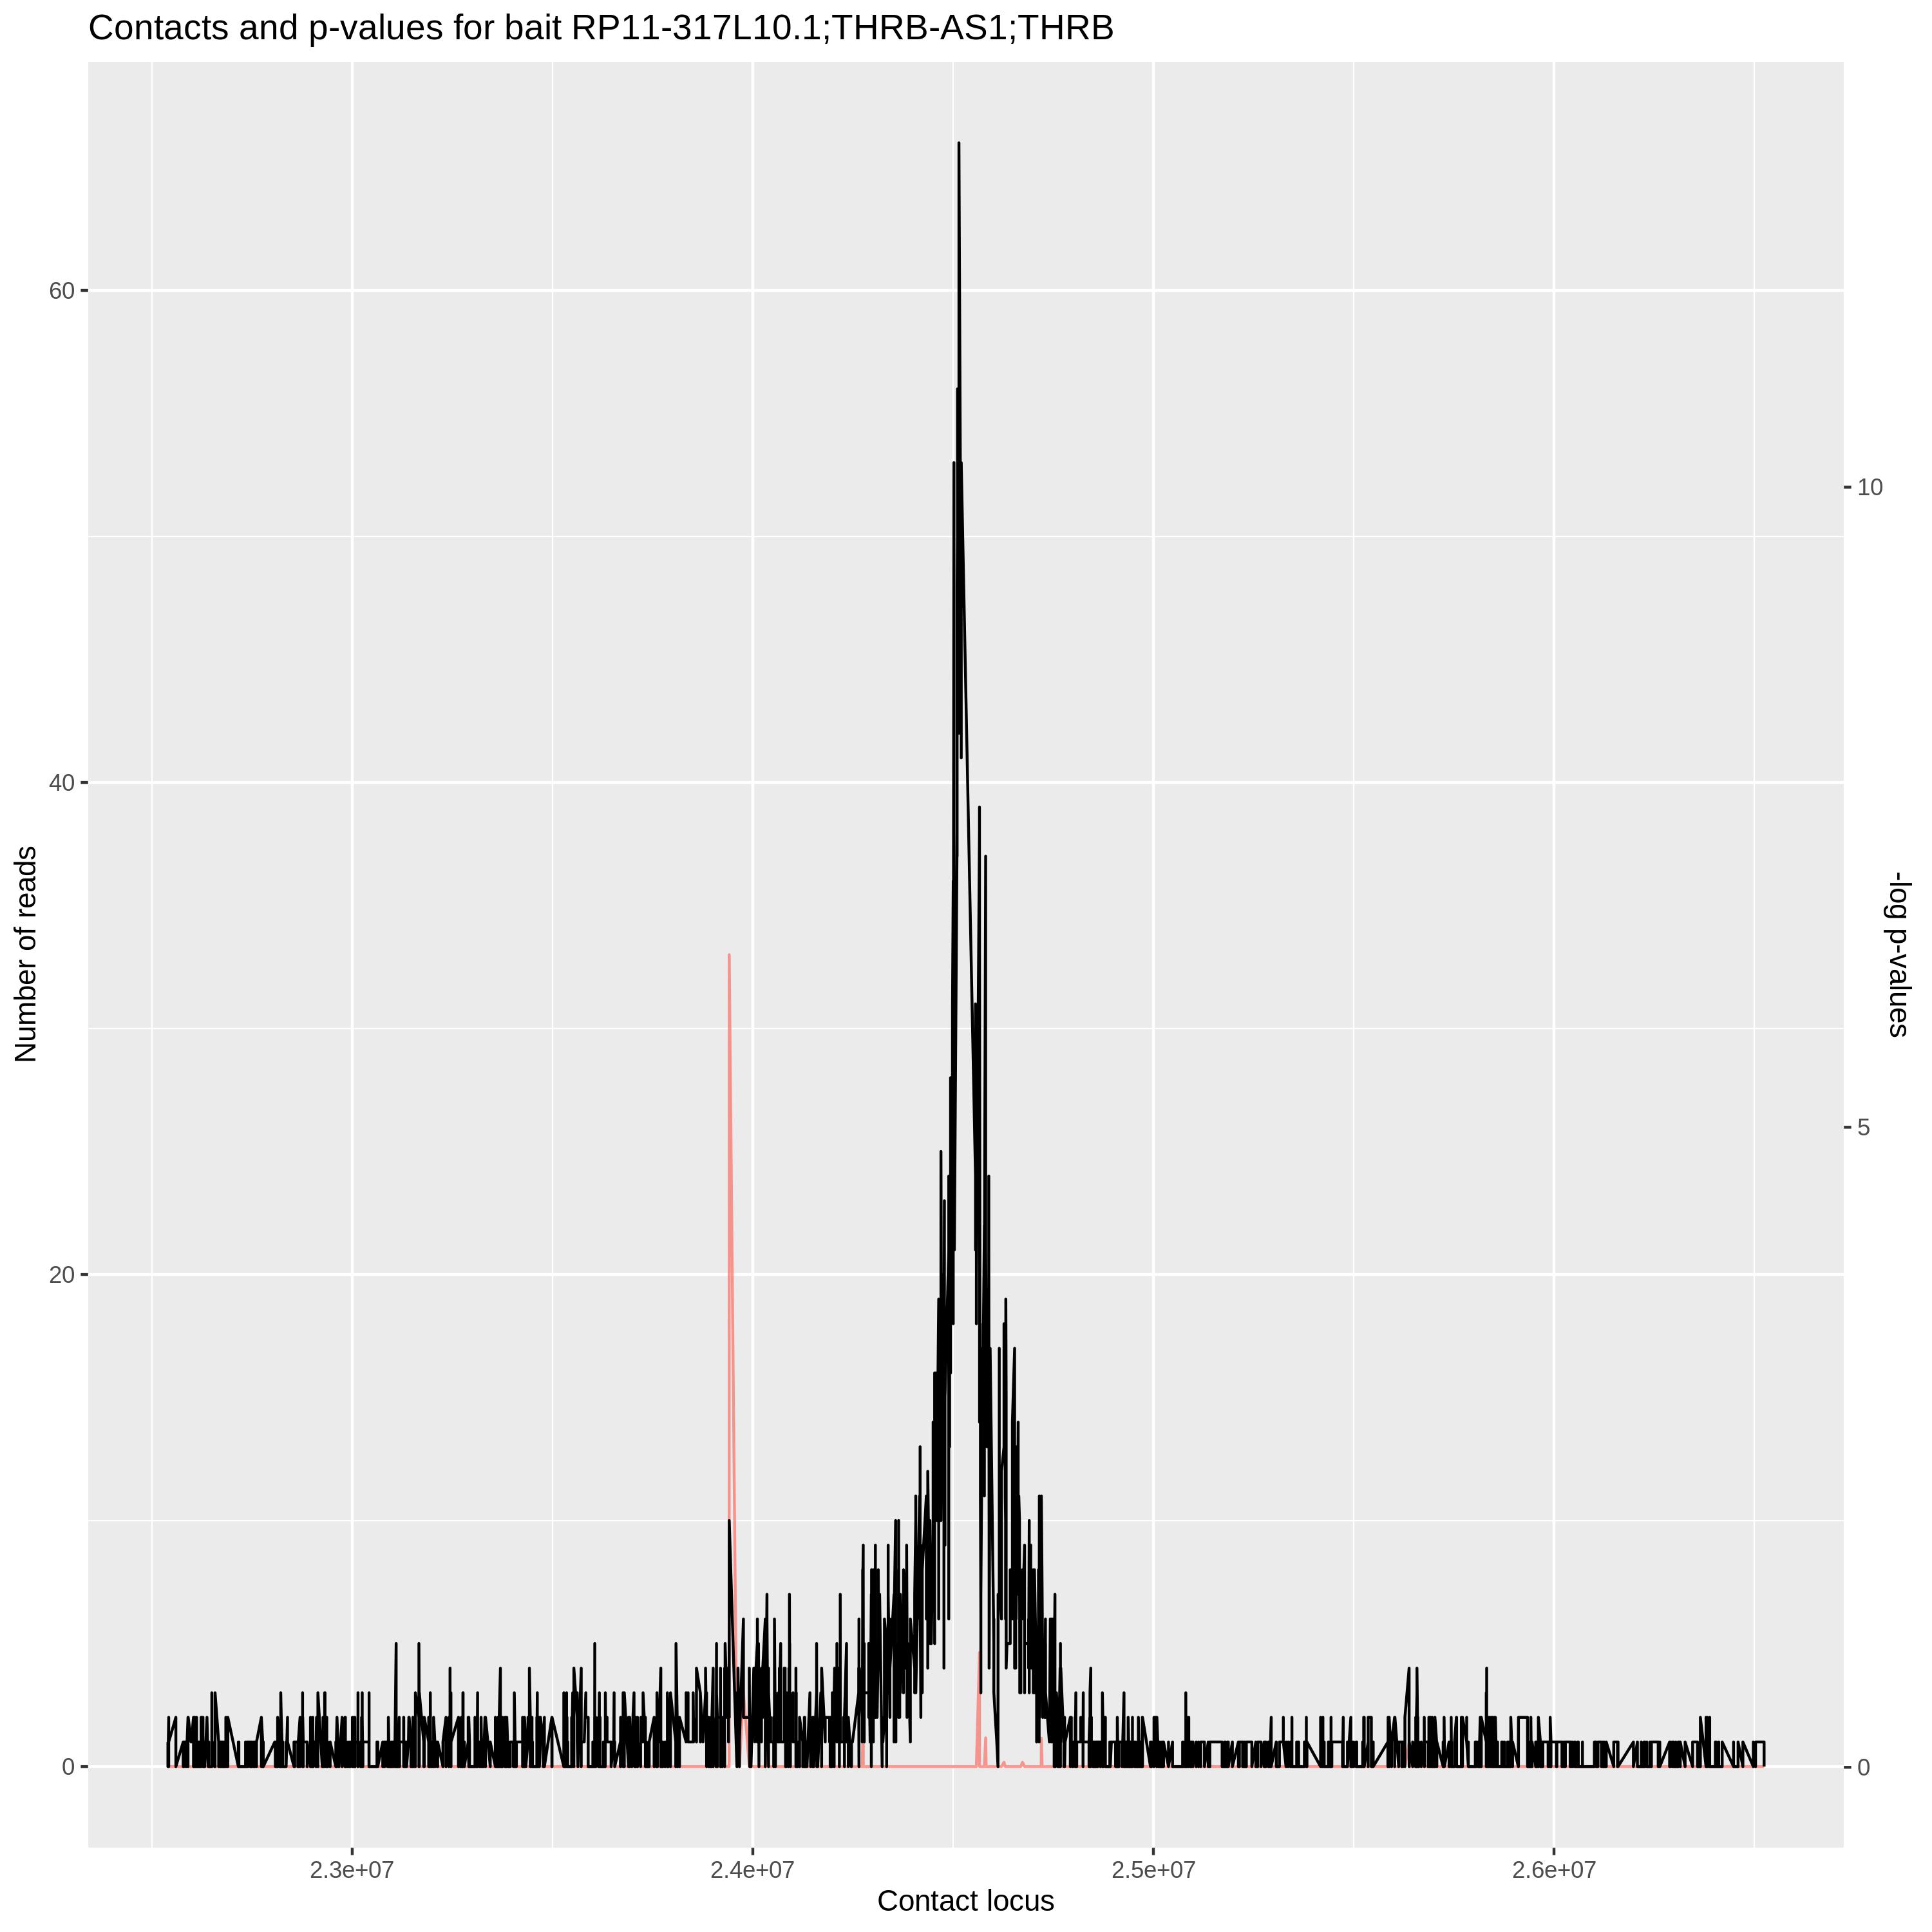 Contacts and p-values for bait RP11-317L10.1;THRB-AS1;THRB
60
10
40
Number of reads
-log p-values
5
20
0
0
2.3e+07 2.4e+07 2.5e+07 2.6e+07
Contact locus